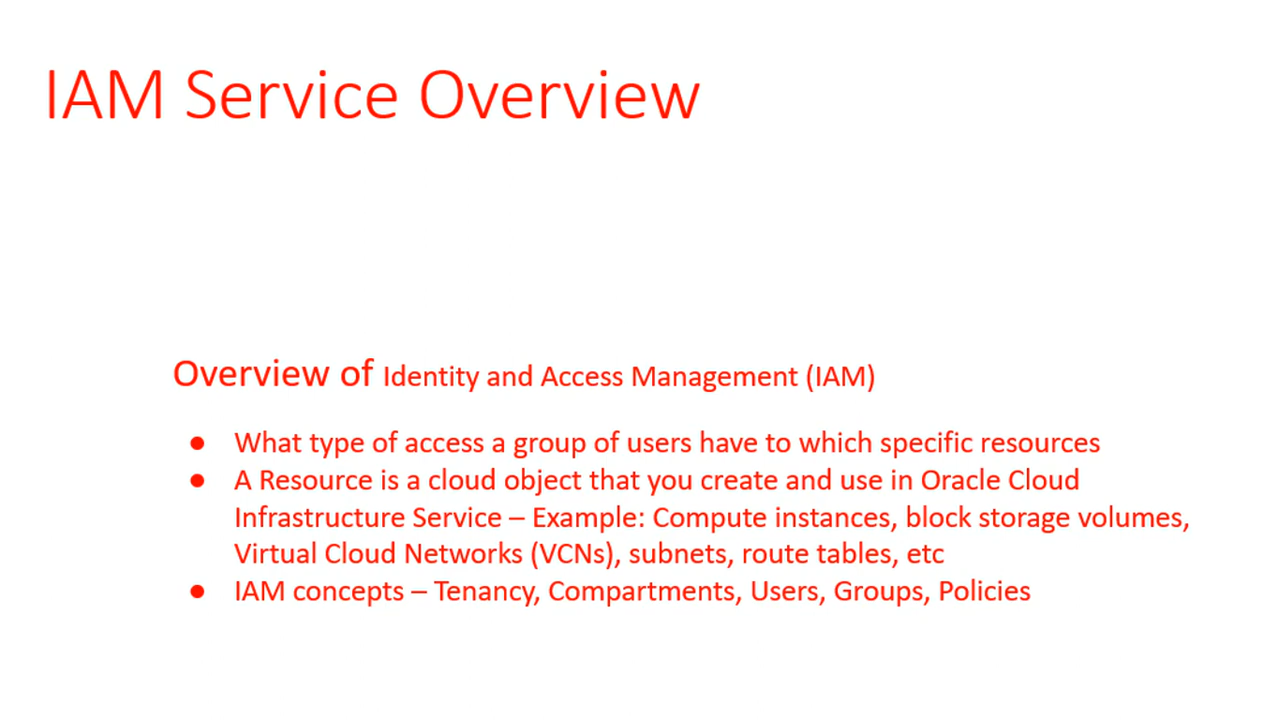 IAM Service Overview
Overview of Identity and Access Management (IAM)
● What type of access a group of users have to which specific resources
● A Resource is a cloud object that you create and use in Oracle Cloud
Infrastructure Service – Example: Compute instances, block storage volumes,
Virtual Cloud Networks (VCNs), subnets, route tables, etc
● IAM concepts – Tenancy, Compartments, Users, Groups, Policies